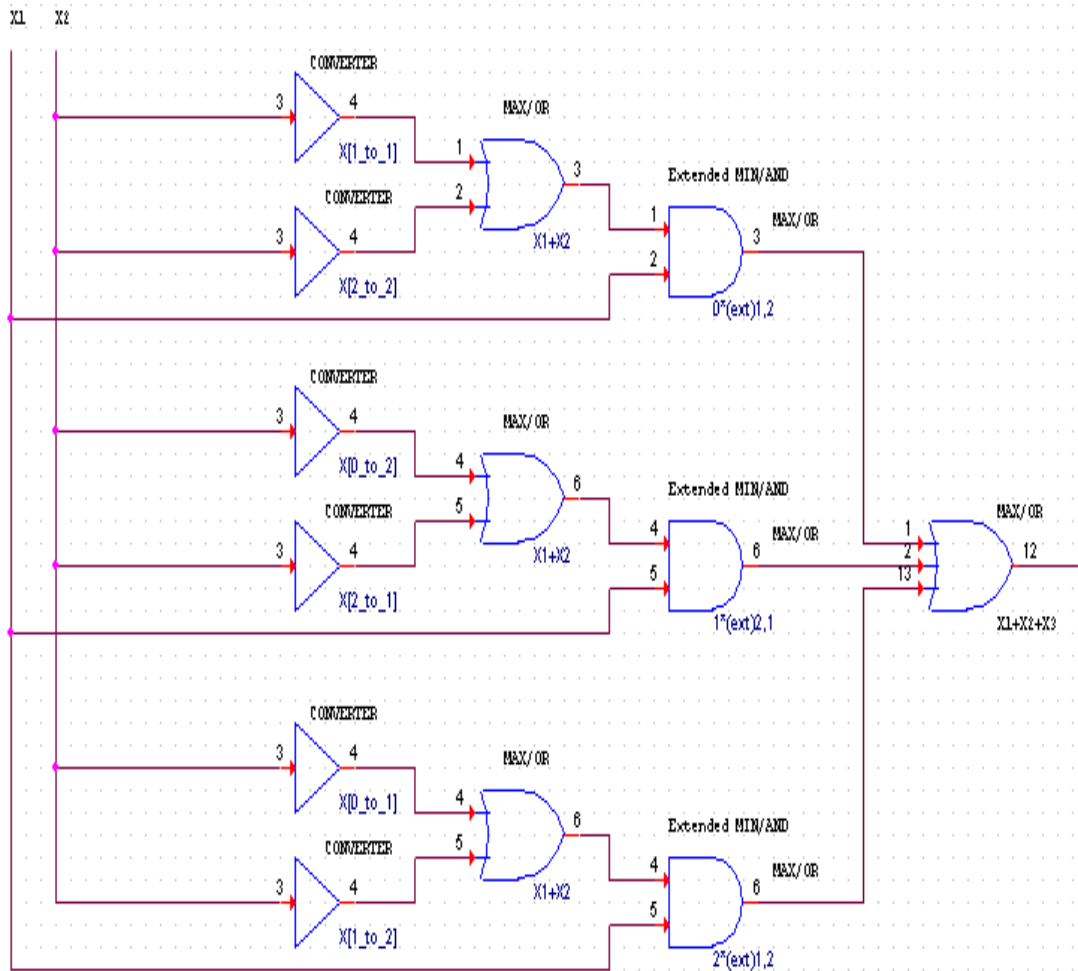 X1 X2
CONVERTER
3 4
X[1_to_1]
MAX/OR
1
2
3
X1+X2
CONVERTER
3 4
X[2_to_2]
Extended MIN/AND
1
2
3
MAX/OR
0*(ext)1,2
CONVERTER
3 4
X[0_to_2]
MAX/OR
4
5
6
X1+X2
CONVERTER
3 4
X[2_to_1]
Extended MIN/AND
4
5
6
MAX/OR
1*(ext)2,1
MAX/OR
1
2
13
12
X1+X2+X3
CONVERTER
3 4
X[0_to_1]
MAX/OR
4
5
6
X1+X2
CONVERTER
3 4
X[1_to_2]
Extended MIN/AND
4
5
6
MAX/OR
2*(ext)1,2